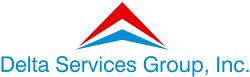 Delta Services Group, Inc.